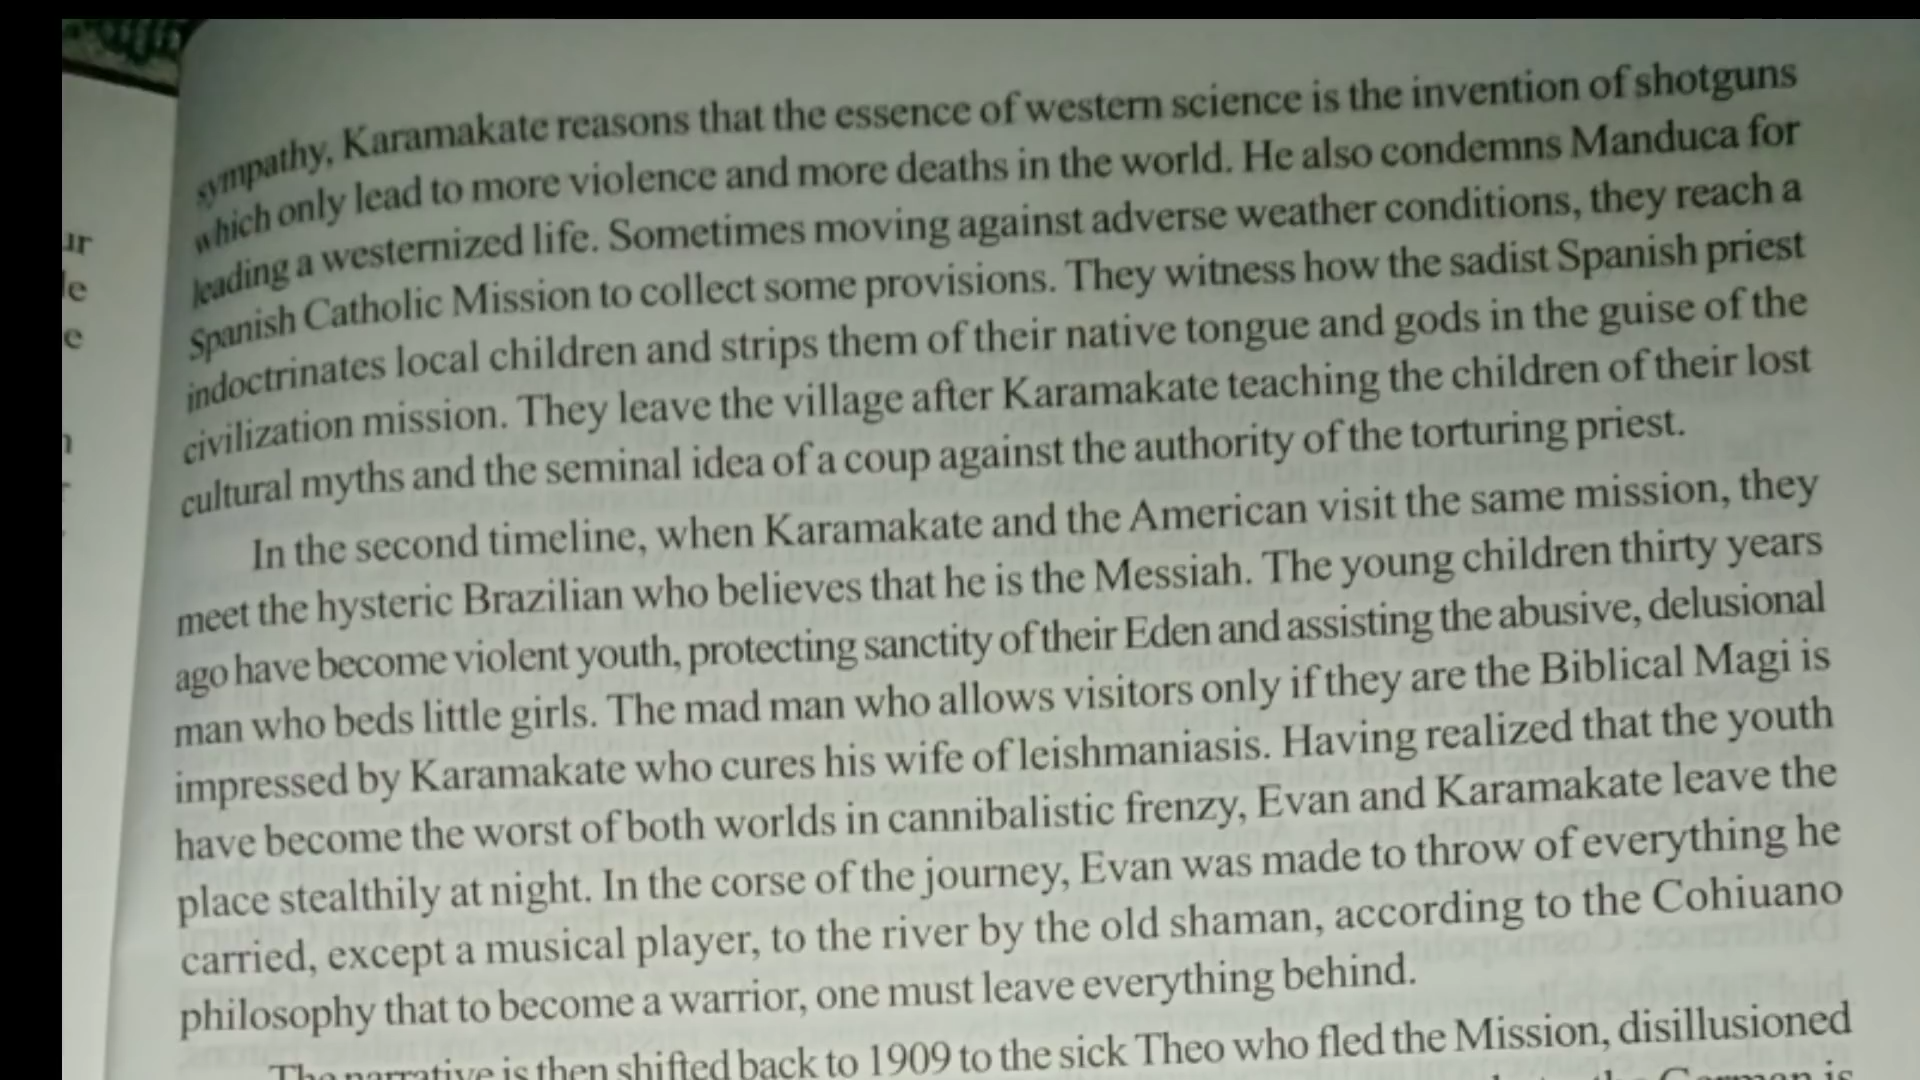 sympathy, Karamakate reasons that the essence of western science is the invention of shotguns
which only lead to more violence and more deaths in the world. He also condemns Manduca for
leading a westernized life. Sometimes moving against adverse weather conditions, they reach a
Spanish Catholic Mission to collect some provisions. They witness how the sadist Spanish priest
indoctrinates local children and strips them of their native tongue and gods in the guise of the
civilization mission. They leave the village after Karamakate teaching the children of their lost
cultural myths and the seminal idea of a coup against the authority of the torturing priest.
In the second timeline, when Karamakate and the American visit the same mission, they
meet the hysteric Brazilian who believes that he is the Messiah. The young children thirty years
ago have become violent youth, protecting sanctity of their Eden and assisting the abusive, delusional
man who beds little girls. The mad man who allows visitors only if they are the Biblical Magi is
impressed by Karamakate who cures his wife of leishmaniasis. Having realized that the youth
have become the worst of both worlds in cannibalistic frenzy, Evan and Karamakate leave the
place stealthily at night. In the corse of the journey, Evan was made to throw of everything he
carried, except a musical player, to the river by the old shaman, according to the Cohiuano
philosophy that to become a warrior, one must leave everything behind.
The narrative is then shifted back to 1909 to the sick Theo who fled the Mission, disillusioned